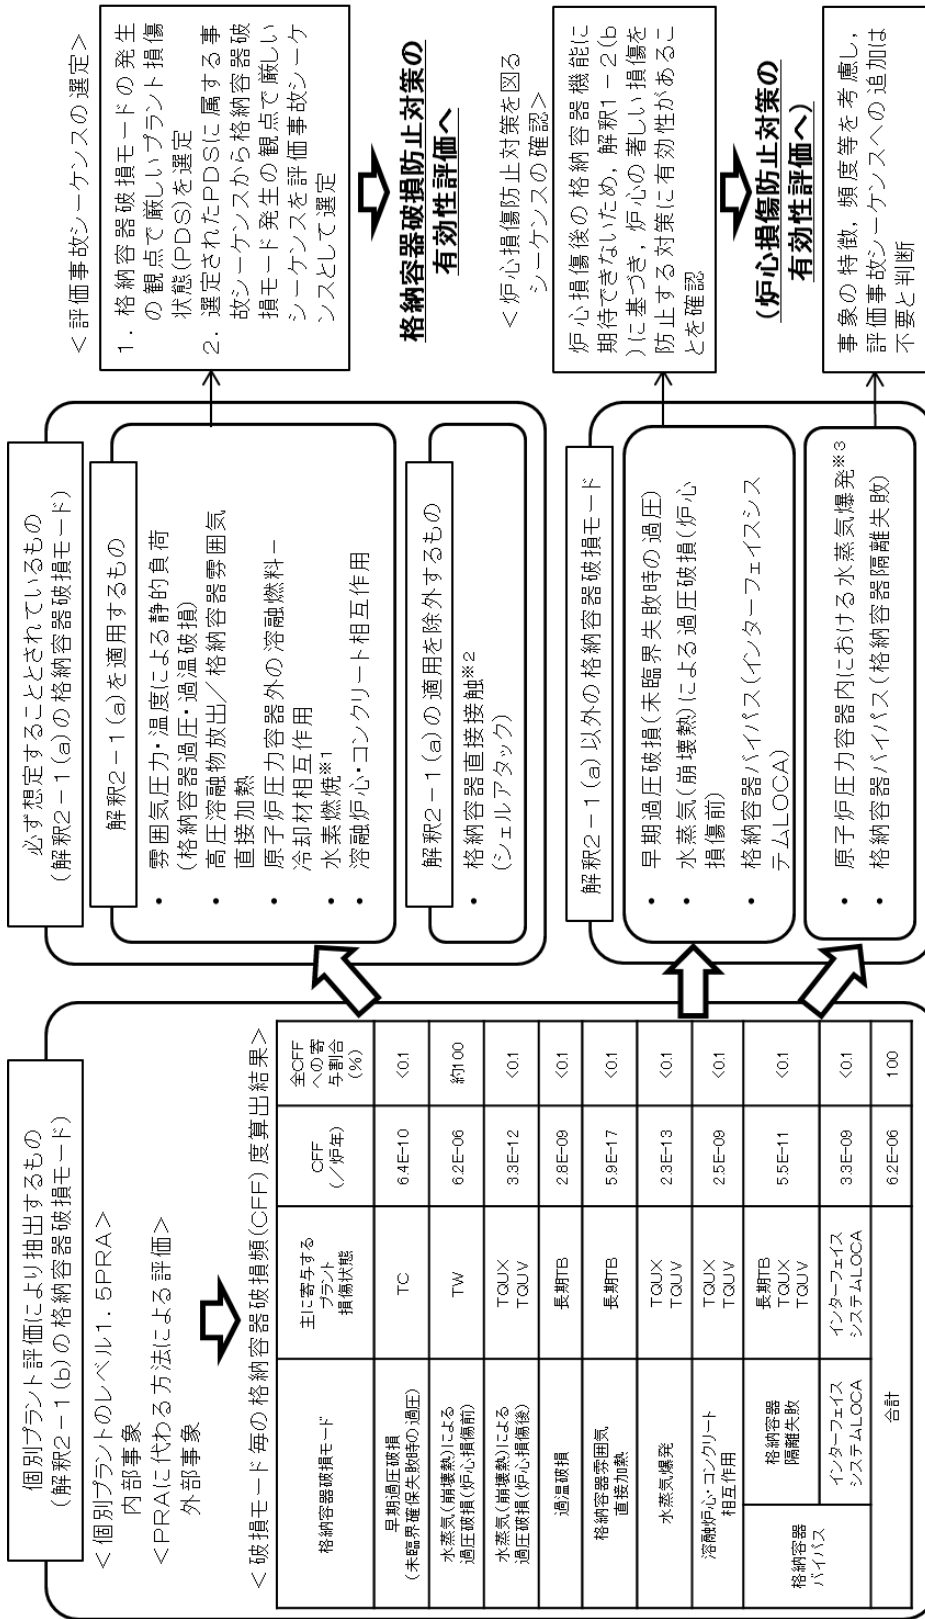 個別プラント評価により抽出するもの
(解釈2-1(b)の格納容器破損モード)
<個別プラントのレベル1.5PRA>
内部事象
<PRAに代わる方法による評価>
外部事象
<破損モード毎の格納容器破損頻(CFF)度算出結果>
格納容器破損モード
主に寄与する
プラント
損傷状態
CFF
(/炉年)
全CFF
への寄
与割合
(%)
早期過圧破損
(未臨界確保失敗時の過圧)
TC
6.4E-10
<0.1
水蒸気(崩壊熱)による
過圧破損(炉心損傷前)
TW
6.2E-06
約100
水蒸気(崩壊熱)による
過圧破損(炉心損傷後)
TQUX
TQUV
3.3E-12
<0.1
過温破損
長期TB
2.8E-09
<0.1
格納容器雰囲気
直接加熱
長期TB
5.9E-17
<0.1
水蒸気爆発
TQUX
TQUV
2.3E-13
<0.1
溶融炉心・コンクリート
相互作用
TQUX
TQUV
2.5E-09
<0.1
格納容器
バイパス
格納容器
隔離失敗
長期TB
TQUX
TQUV
5.5E-11
<0.1
インターフェイス
システムLOCA
インターフェイス
システムLOCA
3.3E-09
<0.1
合計
6.2E-06
100
必ず想定することとされているもの
(解釈2-1(a)の格納容器破損モード)
解釈2-1(a)を適用するもの
・ 雰囲気圧力・温度による静的負荷
(格納容器過圧・過温破損)
・ 高圧溶融物放出/格納容器雰囲気
直接加熱
・ 原子炉圧力容器外の溶融燃料-
冷却材相互作用
・ 水素燃焼※1
・ 溶融炉心・コンクリート相互作用
解釈2-1(a)の適用を除外するもの
・ 格納容器直接接触※2
(シェルアタック)
解釈2-1(a)以外の格納容器破損モード
・ 早期過圧破損(未臨界失敗時の過圧)
・ 水蒸気(崩壊熱)による過圧破損(炉心
損傷前)
・ 格納容器バイパス(インターフェイスシス
テムLOCA)
・ 原子炉圧力容器内における水蒸気爆発※3
・ 格納容器バイパス(格納容器隔離失敗)
<評価事故シーケンスの選定>
1. 格納容器破損モードの発生
の観点で厳しいプラント損傷
状態(PDS)を選定
2. 選定されたPDSに属する事
故シーケンスから格納容器破
損モード発生の観点で厳しい
シーケンスを評価事故シーケ
ンスとして選定
格納容器破損防止対策の
有効性評価へ
<炉心損傷防止対策を図る
シーケンスの確認>
炉心損傷後の格納容器機能に
期待できないため,解釈1-2(b
)に基づき,炉心の著しい損傷を
防止する対策に有効性があるこ
とを確認
(炉心損傷防止対策の
有効性評価へ)
事象の特徴,頻度等を考慮し,
評価事故シーケンスへの追加は
不要と判断